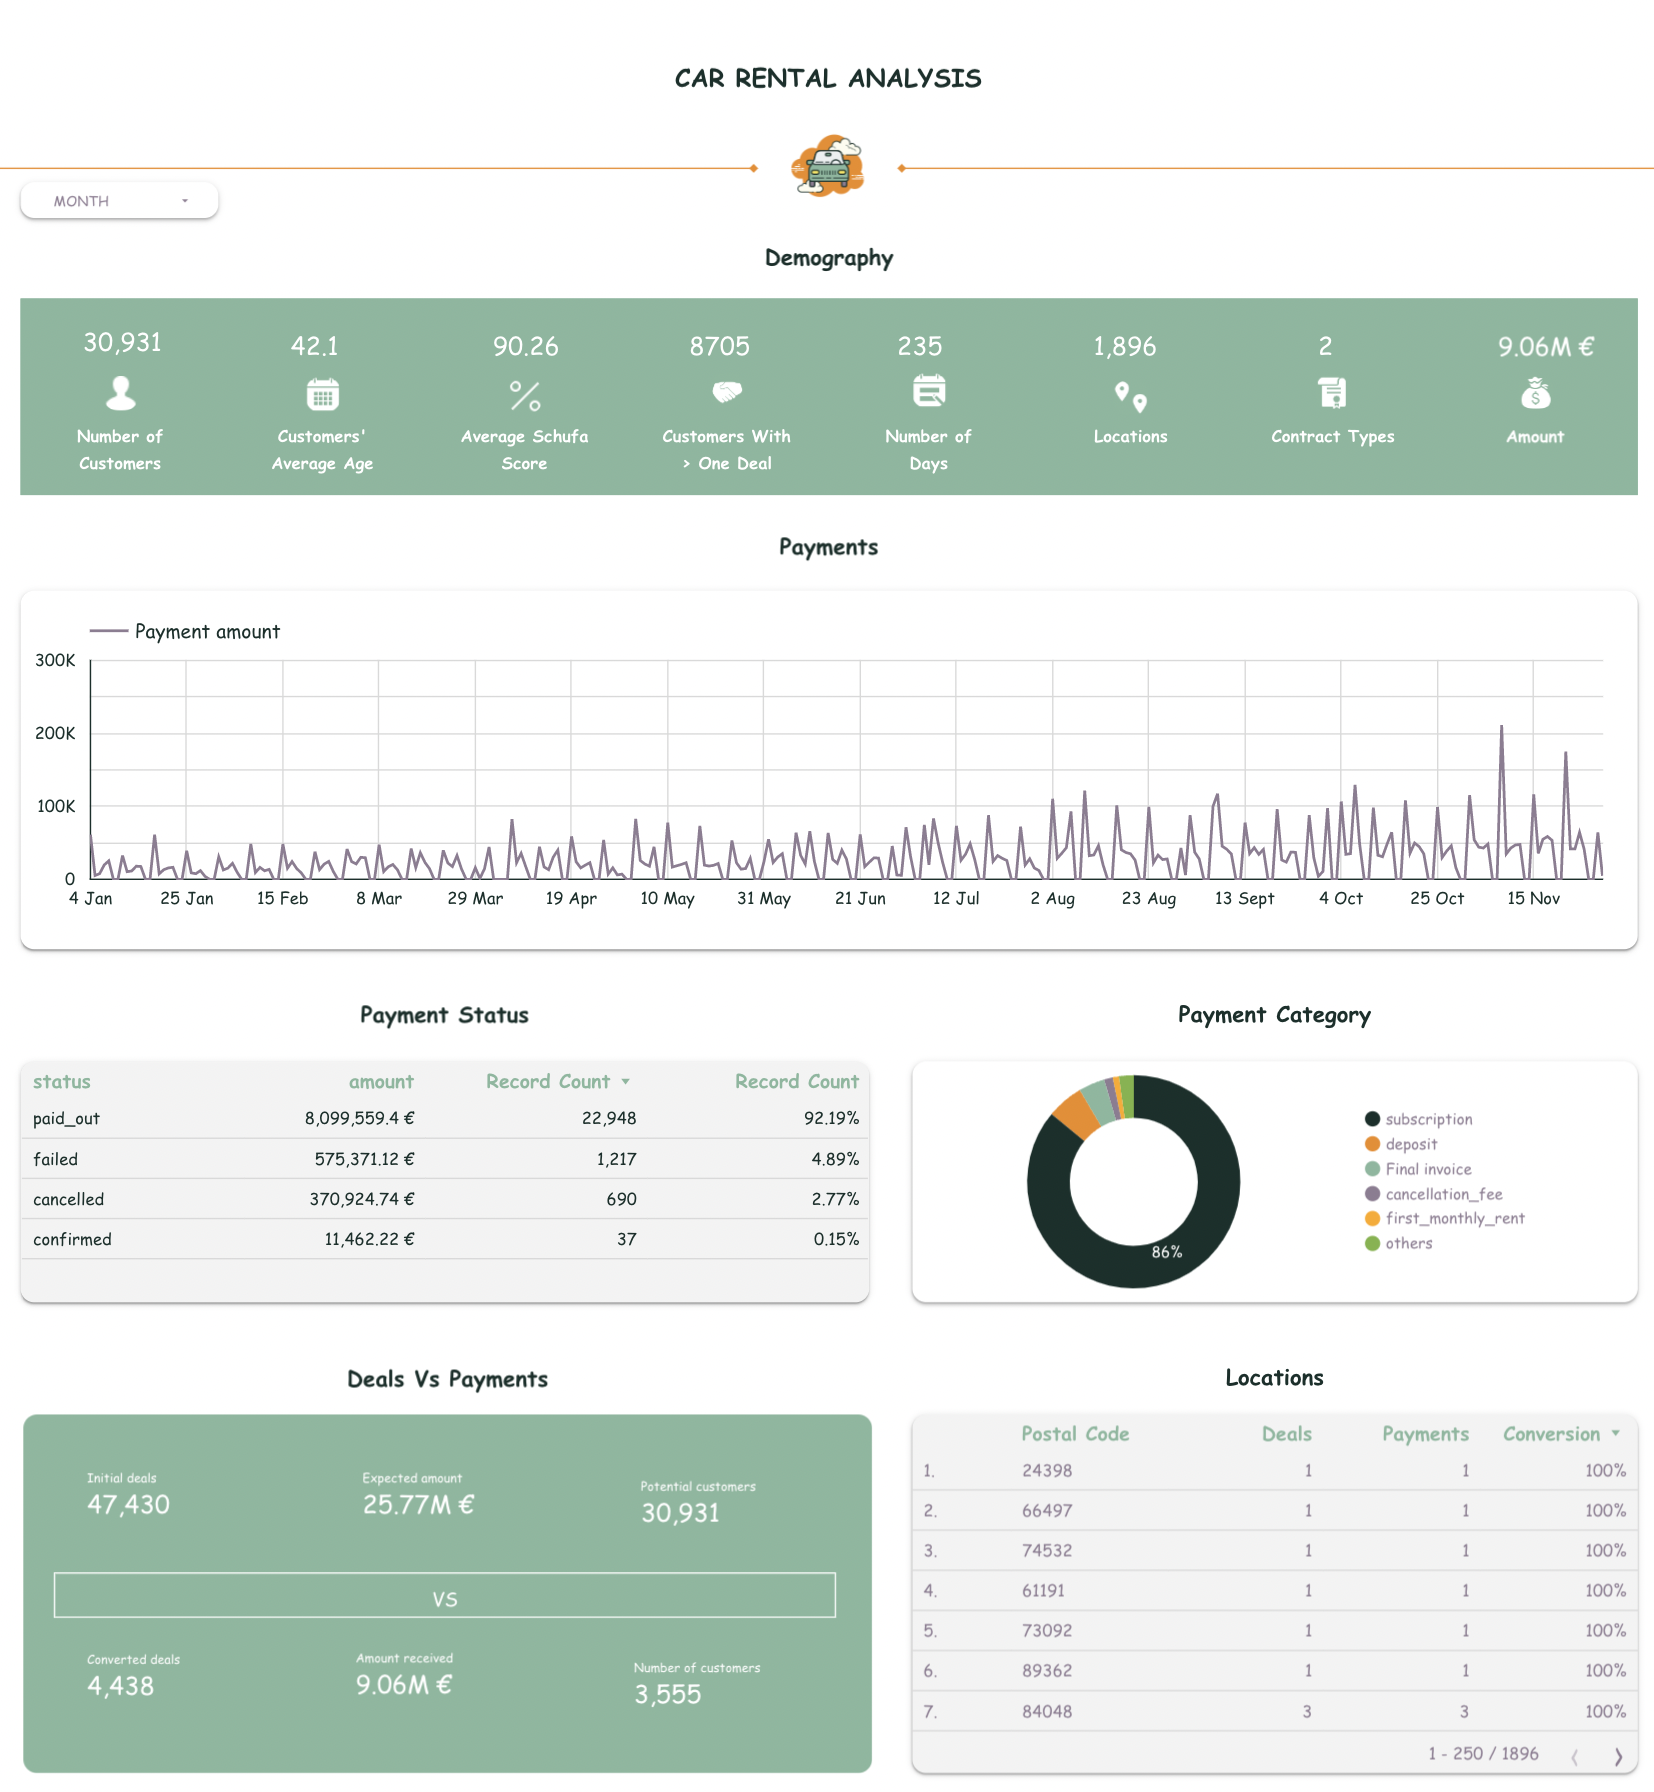 CAR RENTAL ANALYSIS
MONTH
Demography
30,931 42.1 90.26 8705 235 1,896 2 9.06M €
Number of Customers' Average Schufa Customers With Number of Locations Contract Types Amount
Customers Average Age Score > One Deal Days
Payments
Payment amount
300K
200K
100K
0
4 Jan 25 Jan 15 Feb 8 Mar 29 Mar 19 Apr 10 May 31 May 21 Jun 12 Jul 2 Aug 23 Aug 13 Sept 4 Oct 25 Oct 15 Nov
Payment Status
status amount Record Count Record Count
paid_out 8,099,559.4 € 22,948 92.19%
failed 575,371.12 € 1,217 4.89%
cancelled 370,924.74 € 690 2.77%
confirmed 11,462.22 € 37 0.15%
Payment Category
86%
subscription
deposit
Final invoice
cancellation_fee
first_monthly_rent
others
Deals Vs Payments
Initial deals Expected amount Potential customers
47,430 25.77M € 30,931
VS
Converted deals Amount received Number of customers
4,438 9.06M € 3,555
Locations
Postal Code Deals Payments Conversion
1. 24398 1 1 100%
2. 66497 1 1 100%
3. 74532 1 1 100%
4. 61191 1 1 100%
5. 73092 1 1 100%
6. 89362 1 1 100%
7. 84048 3 3 100%
1 - 250 / 1896